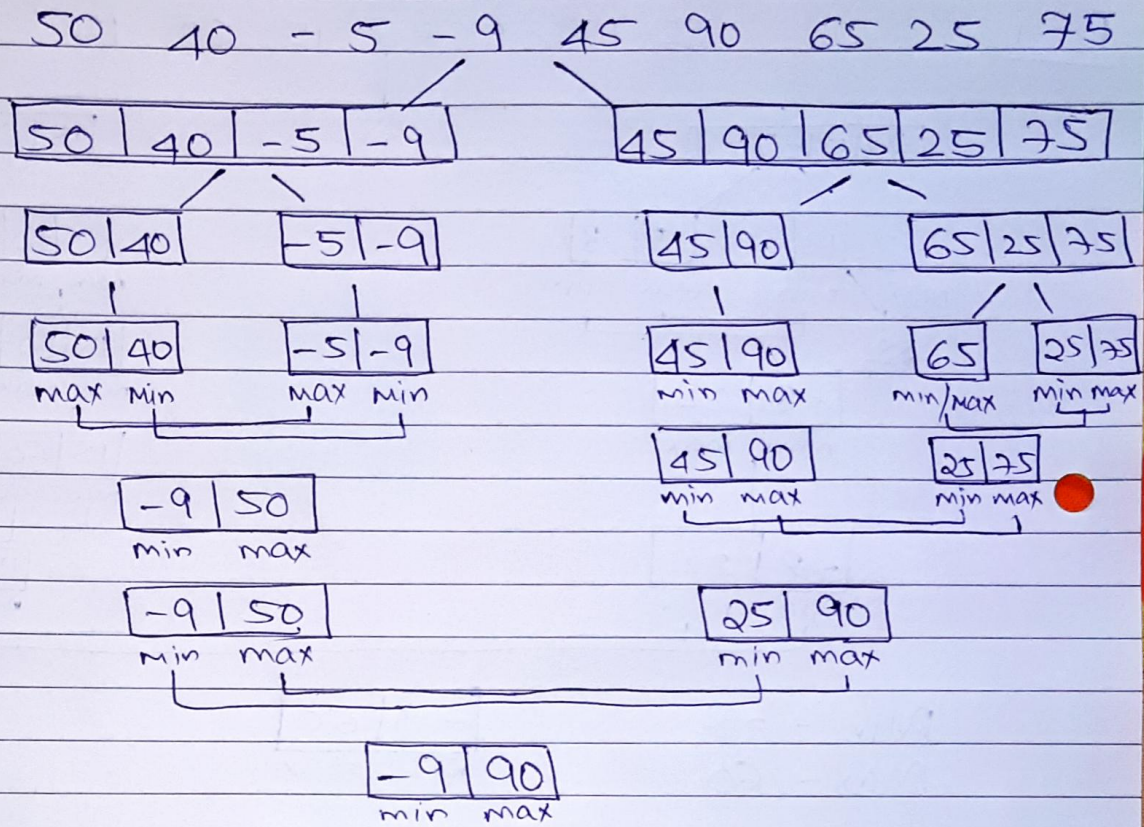 50 40 -5 -9 45 90 65 25 75
50 40 -5 -9 45 90 65 25 75
50 40 -5 -9 45 90 65 25 75
50 40 -5 -9 45 90 65 25 75
max min max min min max min/max min max
45 90 25 75
min max min max
-9 50
min max
-9 50 25 90
min max min max
-9 90
min max